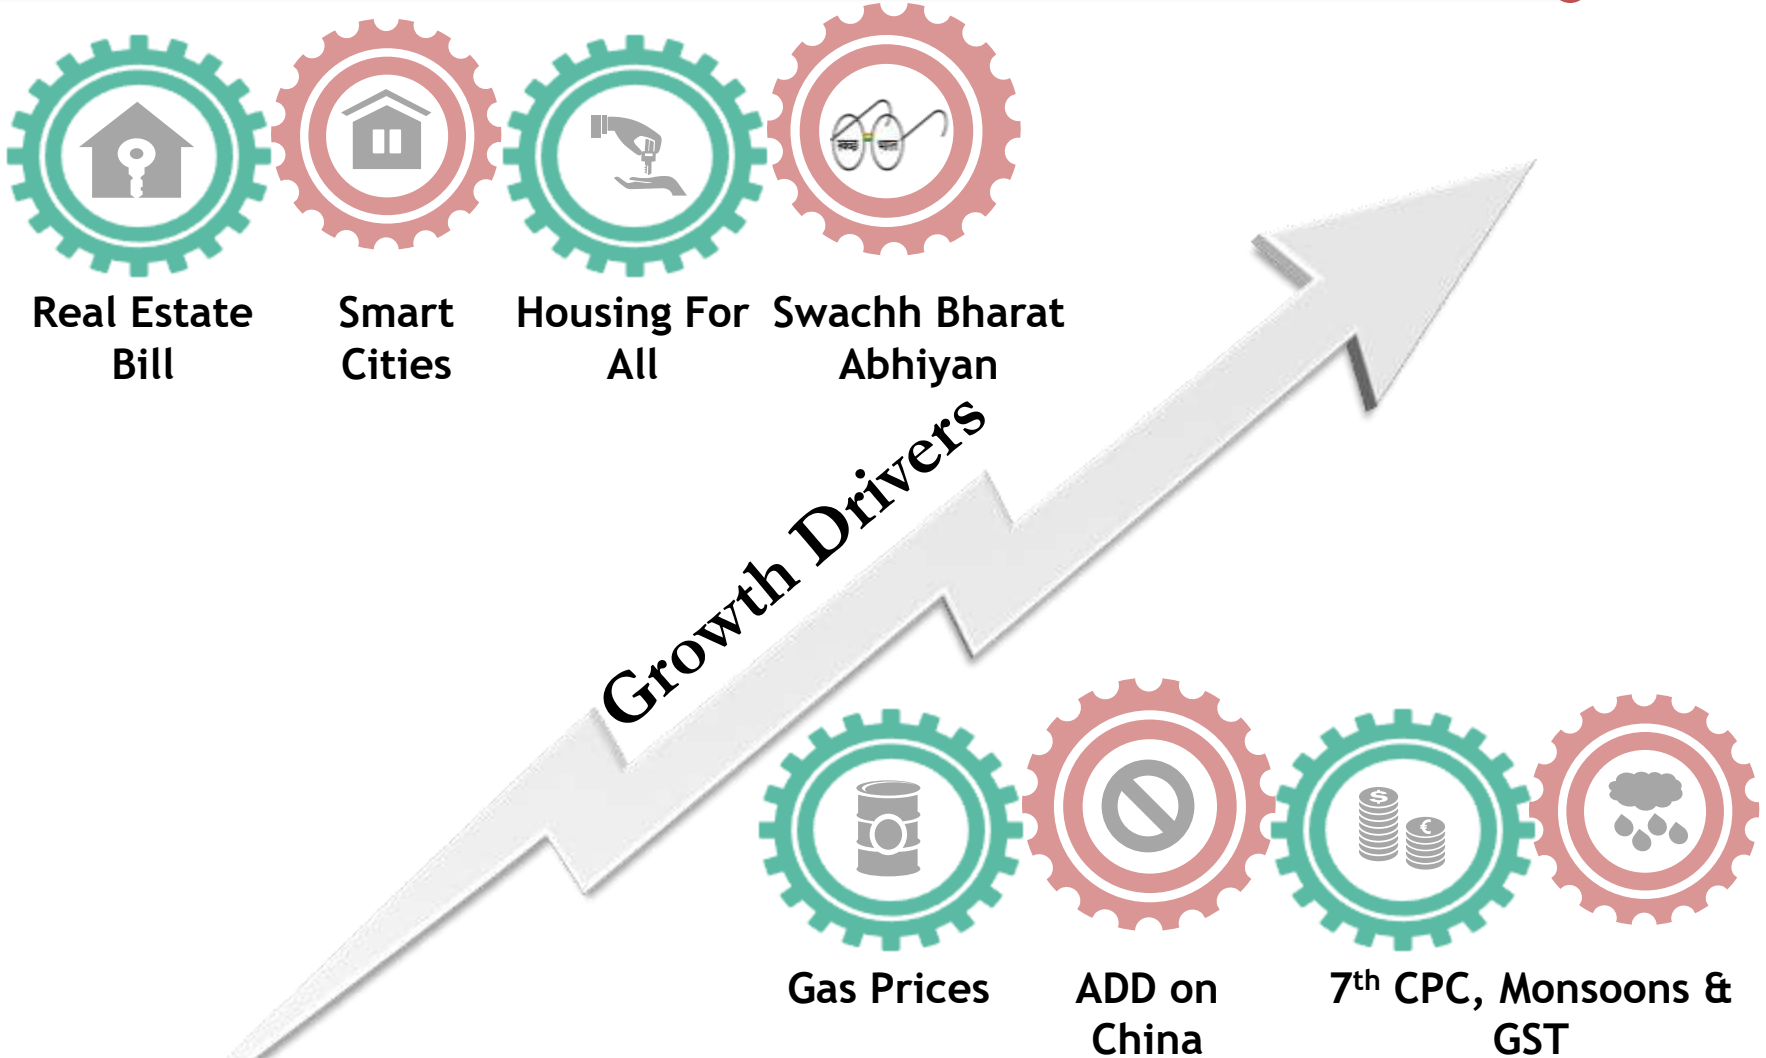 Real Estate
Bill
Smart
Cities
Housing For
All
Swachh Bharat
Abhiyan
Growth Drivers
Gas Prices
ADD on
China
7th CPC, Monsoons &
GST
$
€